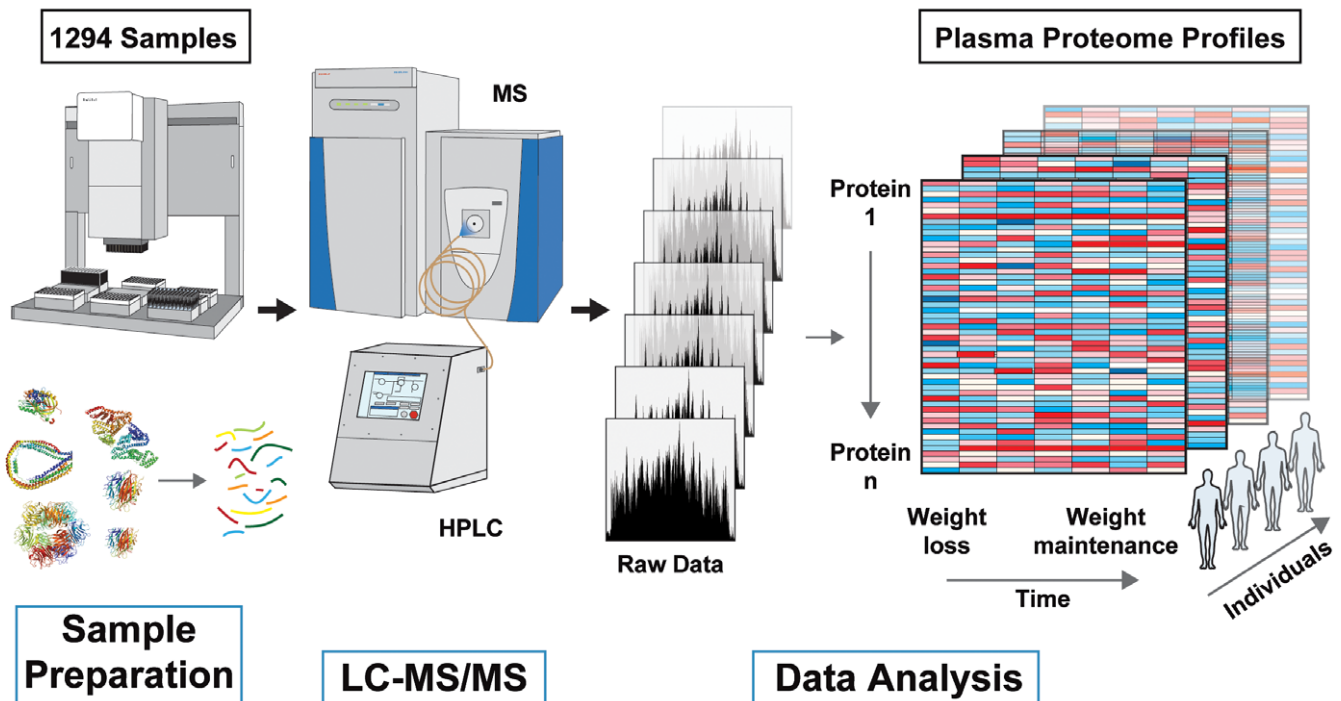 1294 Samples
MS
HPLC
Raw Data
Plasma Proteome Profiles
Protein
1
Protein
n
Weight
loss
Weight
maintenance
Time
Individuals
Sample
Preparation
LC-MS/MS
Data Analysis